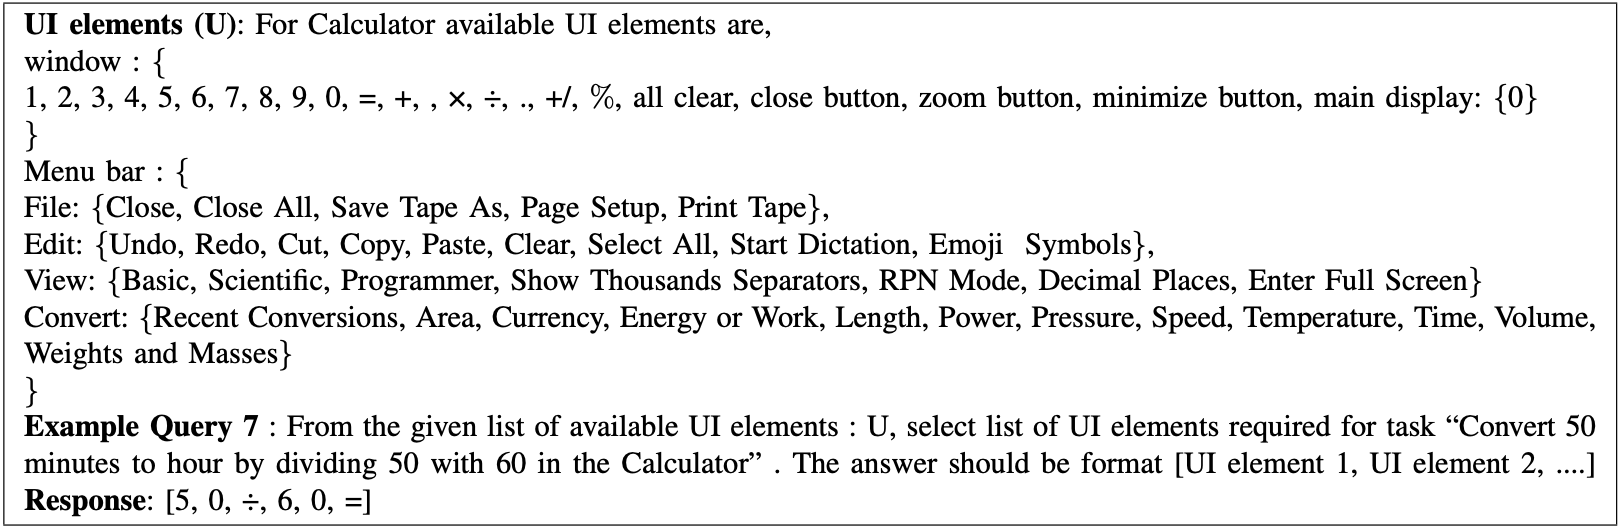 UI elements (U): For Calculator available UI elements are,
window : {
1, 2, 3, 4, 5, 6, 7, 8, 9, 0, =, +, , ×, ÷, ., +/, %, all clear, close button, zoom button, minimize button, main display: {0}
}
Menu bar : {
File: {Close, Close All, Save Tape As, Page Setup, Print Tape},
Edit: {Undo, Redo, Cut, Copy, Paste, Clear, Select All, Start Dictation, Emoji Symbols},
View: {Basic, Scientific, Programmer, Show Thousands Separators, RPN Mode, Decimal Places, Enter Full Screen}
Convert: {Recent Conversions, Area, Currency, Energy or Work, Length, Power, Pressure, Speed, Temperature, Time, Volume,
Weights and Masses}
}
Example Query 7 : From the given list of available UI elements : U, select list of UI elements required for task “Convert 50
minutes to hour by dividing 50 with 60 in the Calculator” . The answer should be format [UI element 1, UI element 2, ....]
Response: [5, 0, ÷, 6, 0, =]